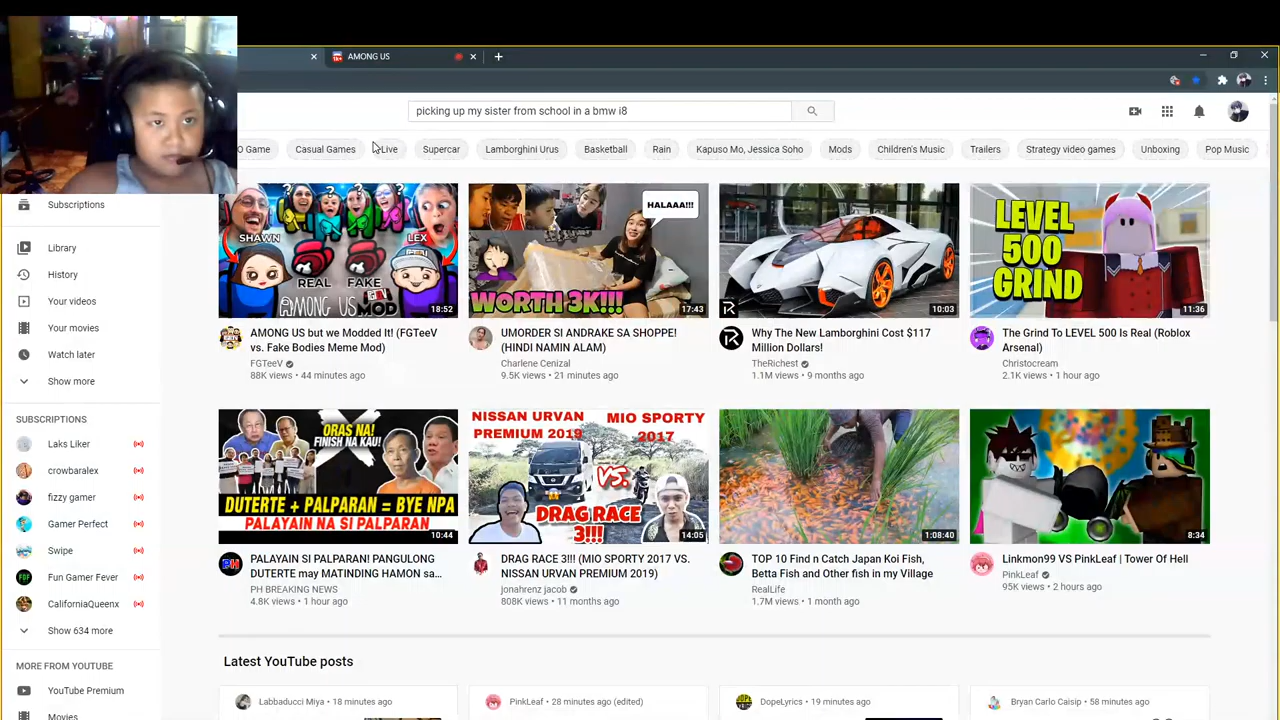 AMONG US
picking up my sister from school in a bmw i8
O Game
Casual Games
Live
Supercar
Lamborghini Urus
Basketball
Rain
Kapuso Mo, Jessica Soho
Mods
Children's Music
Trailers
Strategy video games
Unboxing
Pop Music
Subscriptions
Library
History
Your videos
Your movies
Watch later
Show more
SUBSCRIPTIONS
Laks Liker
crowbaralex
fizzy gamer
Gamer Perfect
Swipe
Fun Gamer Fever
CaliforniaQueenx
Show 634 more
MORE FROM YOUTUBE
YouTube Premium
Movies
SHAWN
LEX
REAL FAKE
AMONG US MOD
18:52
AMONG US but we Modded It! (FGTeeV
vs. Fake Bodies Meme Mod)
FGTeeV
88K views • 44 minutes ago
HALAAA!!!
WORTH 3K!!!
17:43
UMORDER SI ANDRAKE SA SHOPPE!
(HINDI NAMIN ALAM)
Charlene Cenizal
9.5K views • 21 minutes ago
10:03
Why The New Lamborghini Cost $117
Million Dollars!
TheRichest
1.1M views • 9 months ago
LEVEL
500
GRIND
11:36
The Grind To LEVEL 500 Is Real (Roblox
Arsenal)
Christocream
2.1K views • 1 hour ago
ORAS NA!
FINISH NA KAU!
DUTERTE + PALPARAN = BYE NPA
PALAYAIN NA SI PALPARAN
10:44
PH
PALAYAIN SI PALPARAN! PANGULONG
DUTERTE may MATINDING HAMON sa...
PH BREAKING NEWS
4.8K views • 1 hour ago
NISSAN URVAN
PREMIUM 2019
MIO SPORTY
2017
VS.
DRAG RACE
3!!!
14:05
DRAG RACE 3!!! (MIO SPORTY 2017 VS.
NISSAN URVAN PREMIUM 2019)
jonahrenz jacob
808K views • 11 months ago
1:08:40
TOP 10 Find n Catch Japan Koi Fish,
Betta Fish and Other fish in my Village
RealLife
1.7M views • 1 month ago
8:34
Linkmon99 VS PinkLeaf | Tower Of Hell
PinkLeaf
95K views • 2 hours ago
Latest YouTube posts
Labbaducci Miya • 18 minutes ago
PinkLeaf • 28 minutes ago (edited)
DopeLyrics • 19 minutes ago
Bryan Carlo Caisip • 58 minutes ago